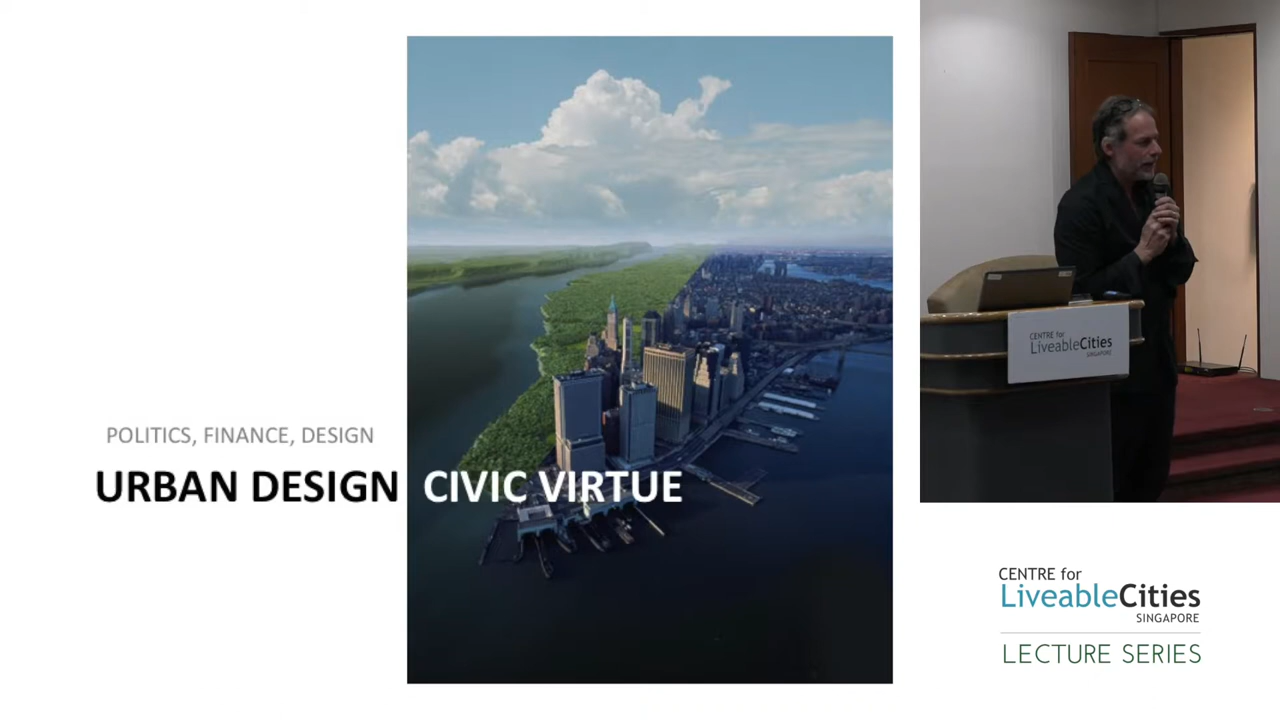 POLITICS, FINANCE, DESIGN
URBAN DESIGN CIVIC VIRTUE
CENTRE for
LiveableCities
SINGAPORE
CENTRE for
LiveableCities
SINGAPORE
LECTURE SERIES